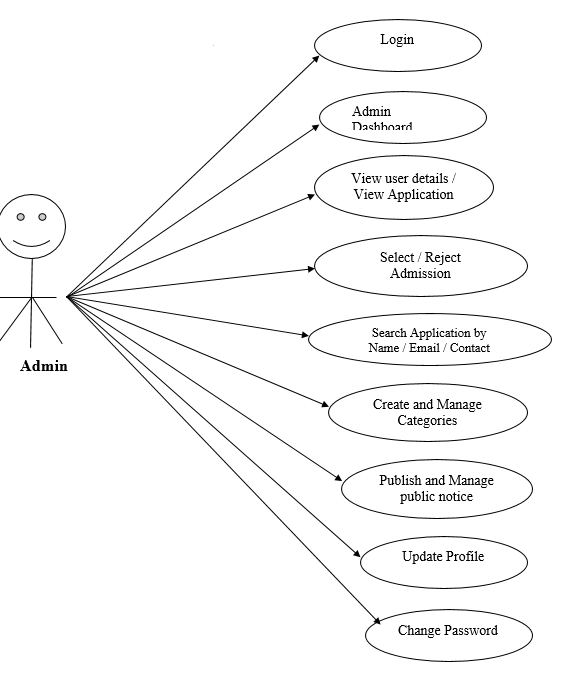 Login
Admin
Dashboard
View user details /
View Application
Select / Reject
Admission
Search Application by
Name / Email / Contact
Create and Manage
Categories
Publish and Manage
public notice
Update Profile
Change Password
Admin